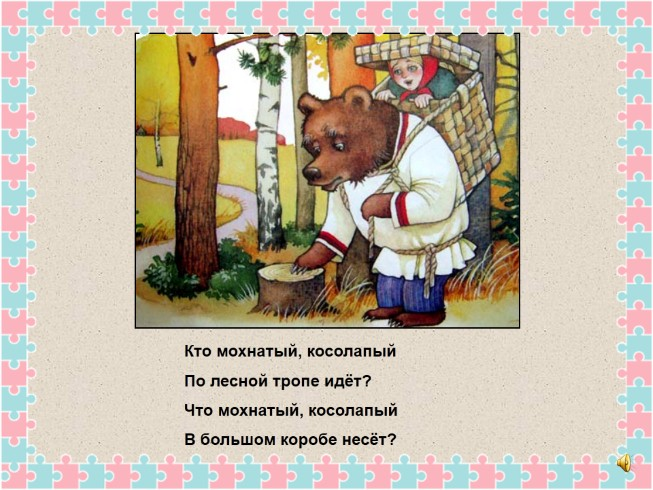 Кто мохнатый, косолапый
По лесной тропе идёт?
Что мохнатый, косолапый
В большом коробе несёт?